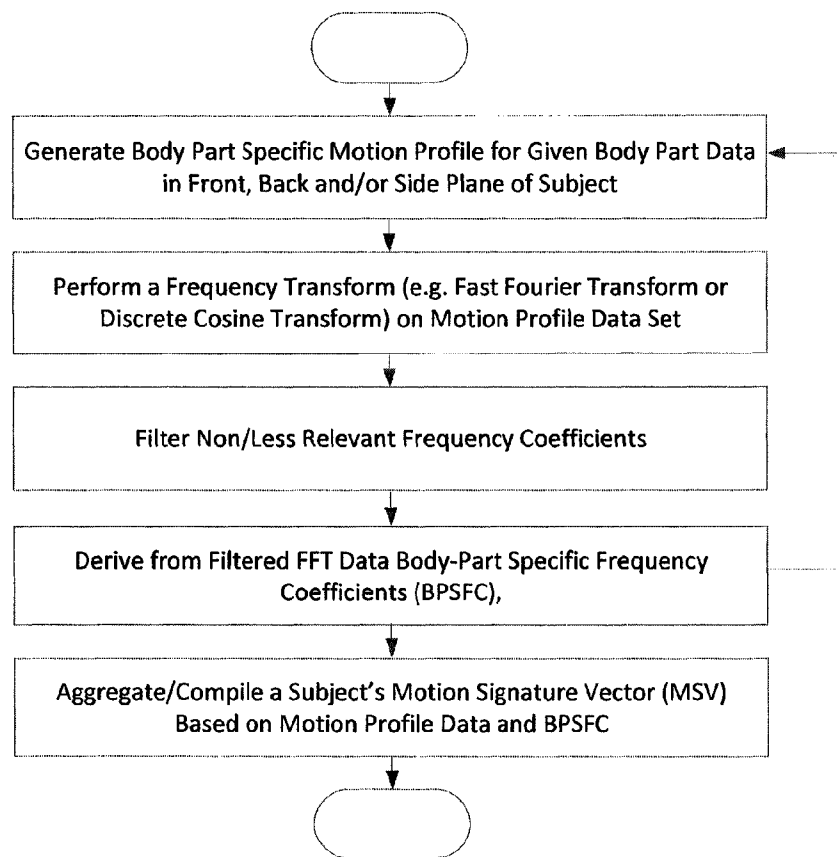 Generate Body Part Specific Motion Profile for Given Body Part Data
in Front, Back and/or Side Plane of Subject
Perform a Frequency Transform (e.g. Fast Fourier Transform or
Discrete Cosine Transform) on Motion Profile Data Set
Filter Non/Less Relevant Frequency Coefficients
Derive from Filtered FFT Data Body-Part Specific Frequency
Coefficients (BPSFC),
Aggregate/Compile a Subject's Motion Signature Vector (MSV)
Based on Motion Profile Data and BPSFC